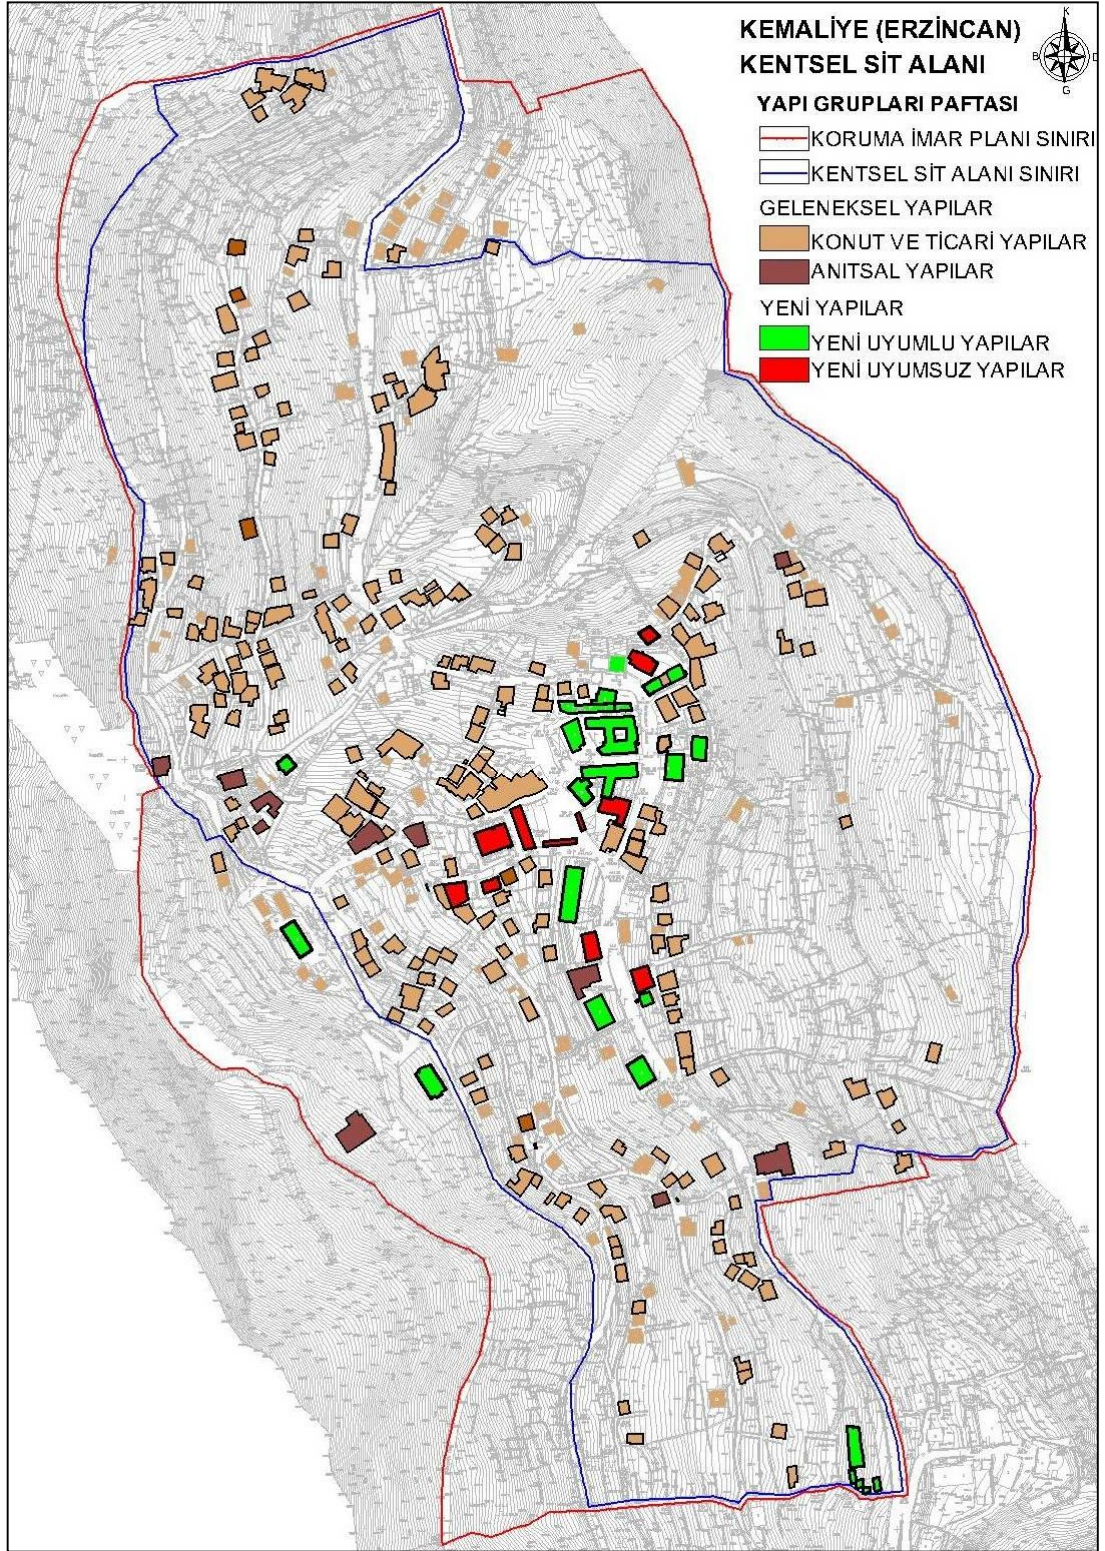 KEMALİYE (ERZİNCAN)
KENTSEL SİT ALANI
K
B
D
G
YAPI GRUPLARI PAFTASI
KORUMA İMAR PLANI SINIRI
KENTSEL SİT ALANI SINIRI
GELENEKSEL YAPILAR
KONUT VE TİCARİ YAPILAR
ANITSAL YAPILAR
YENİ YAPILAR
YENİ UYUMLU YAPILAR
YENİ UYUMSUZ YAPILAR